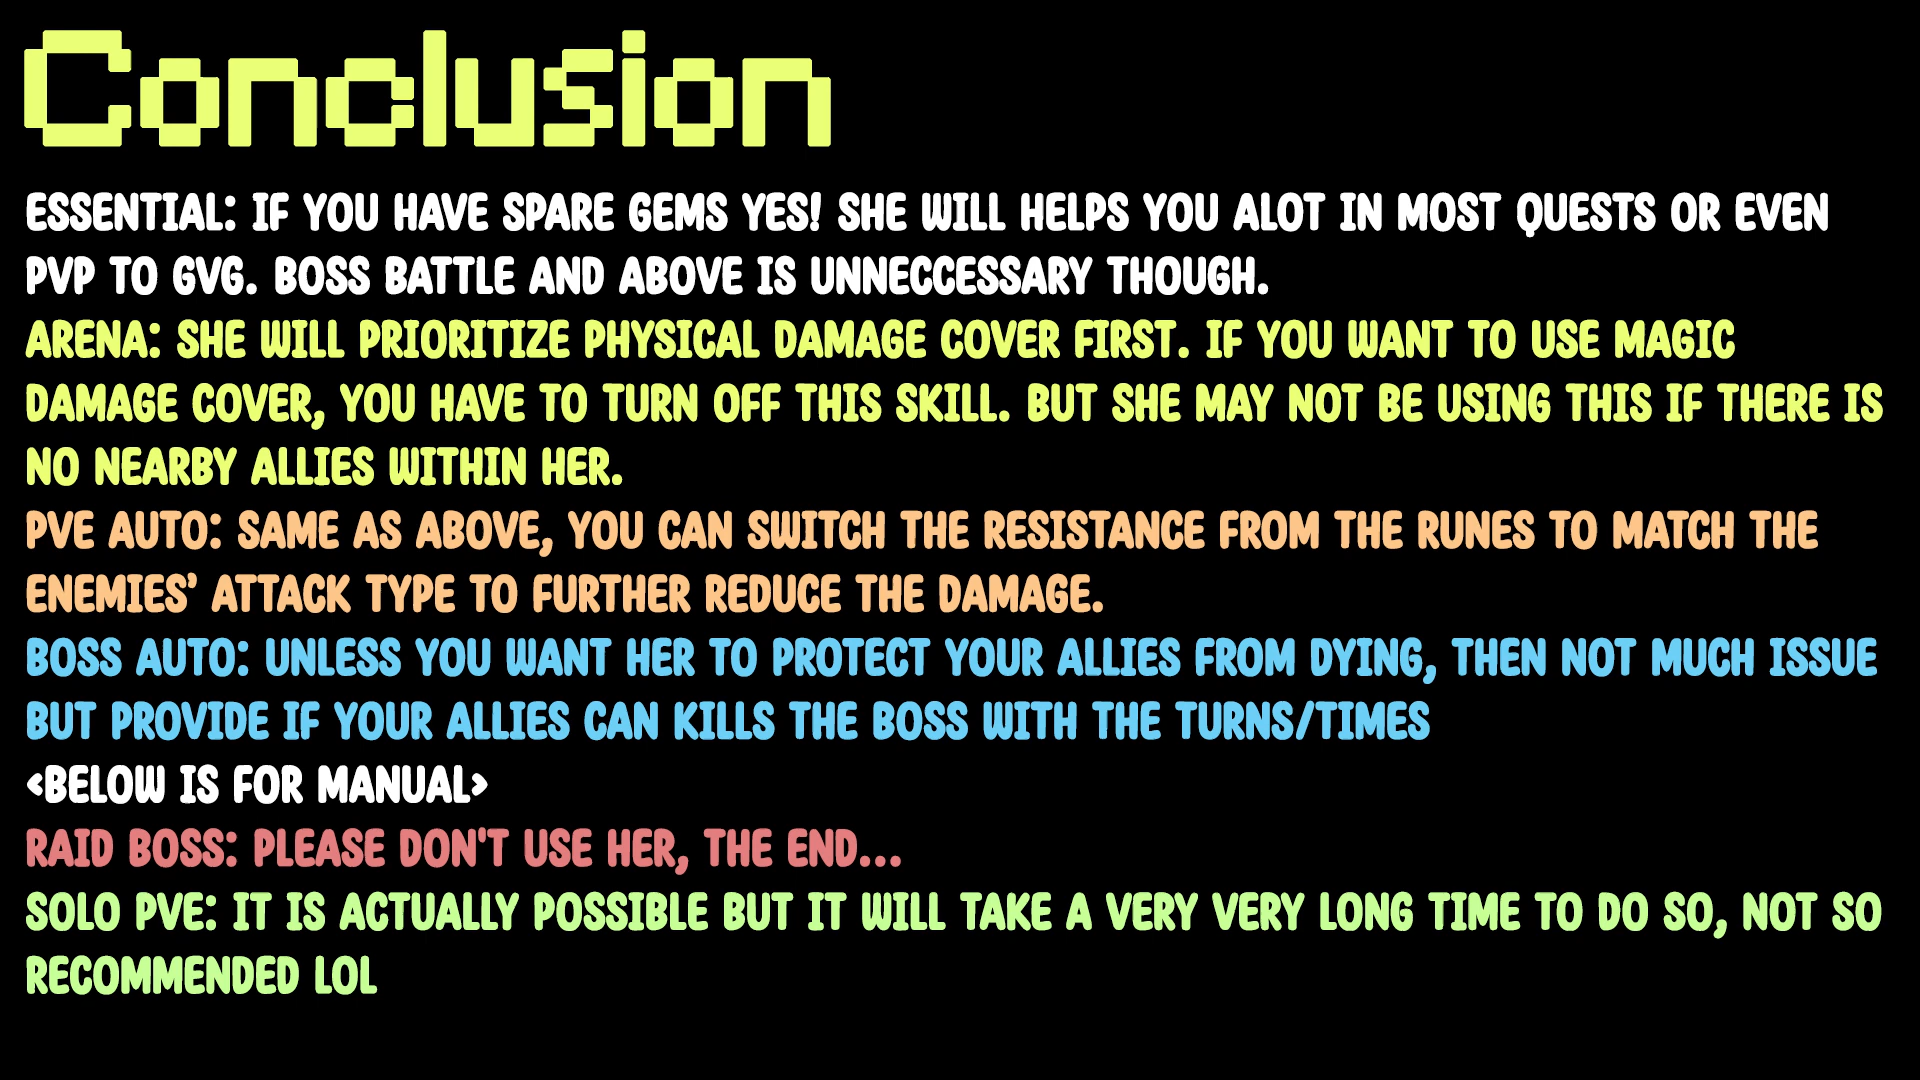 Conclusion
ESSENTIAL: IF YOU HAVE SPARE GEMS YES! SHE WILL HELPS YOU ALOT IN MOST QUESTS OR EVEN
PVP TO GVG. BOSS BATTLE AND ABOVE IS UNNECCESSARY THOUGH.
ARENA: SHE WILL PRIORITIZE PHYSICAL DAMAGE COVER FIRST. IF YOU WANT TO USE MAGIC
DAMAGE COVER, YOU HAVE TO TURN OFF THIS SKILL. BUT SHE MAY NOT BE USING THIS IF THERE IS
NO NEARBY ALLIES WITHIN HER.
PVE AUTO: SAME AS ABOVE, YOU CAN SWITCH THE RESISTANCE FROM THE RUNES TO MATCH THE
ENEMIES' ATTACK TYPE TO FURTHER REDUCE THE DAMAGE.
BOSS AUTO: UNLESS YOU WANT HER TO PROTECT YOUR ALLIES FROM DYING, THEN NOT MUCH ISSUE
BUT PROVIDE IF YOUR ALLIES CAN KILLS THE BOSS WITH THE TURNS/TIMES
<BELOW IS FOR MANUAL>
RAID BOSS: PLEASE DON'T USE HER, THE END...
SOLO PVE: IT IS ACTUALLY POSSIBLE BUT IT WILL TAKE A VERY VERY LONG TIME TO DO SO, NOT SO
RECOMMENDED LOL